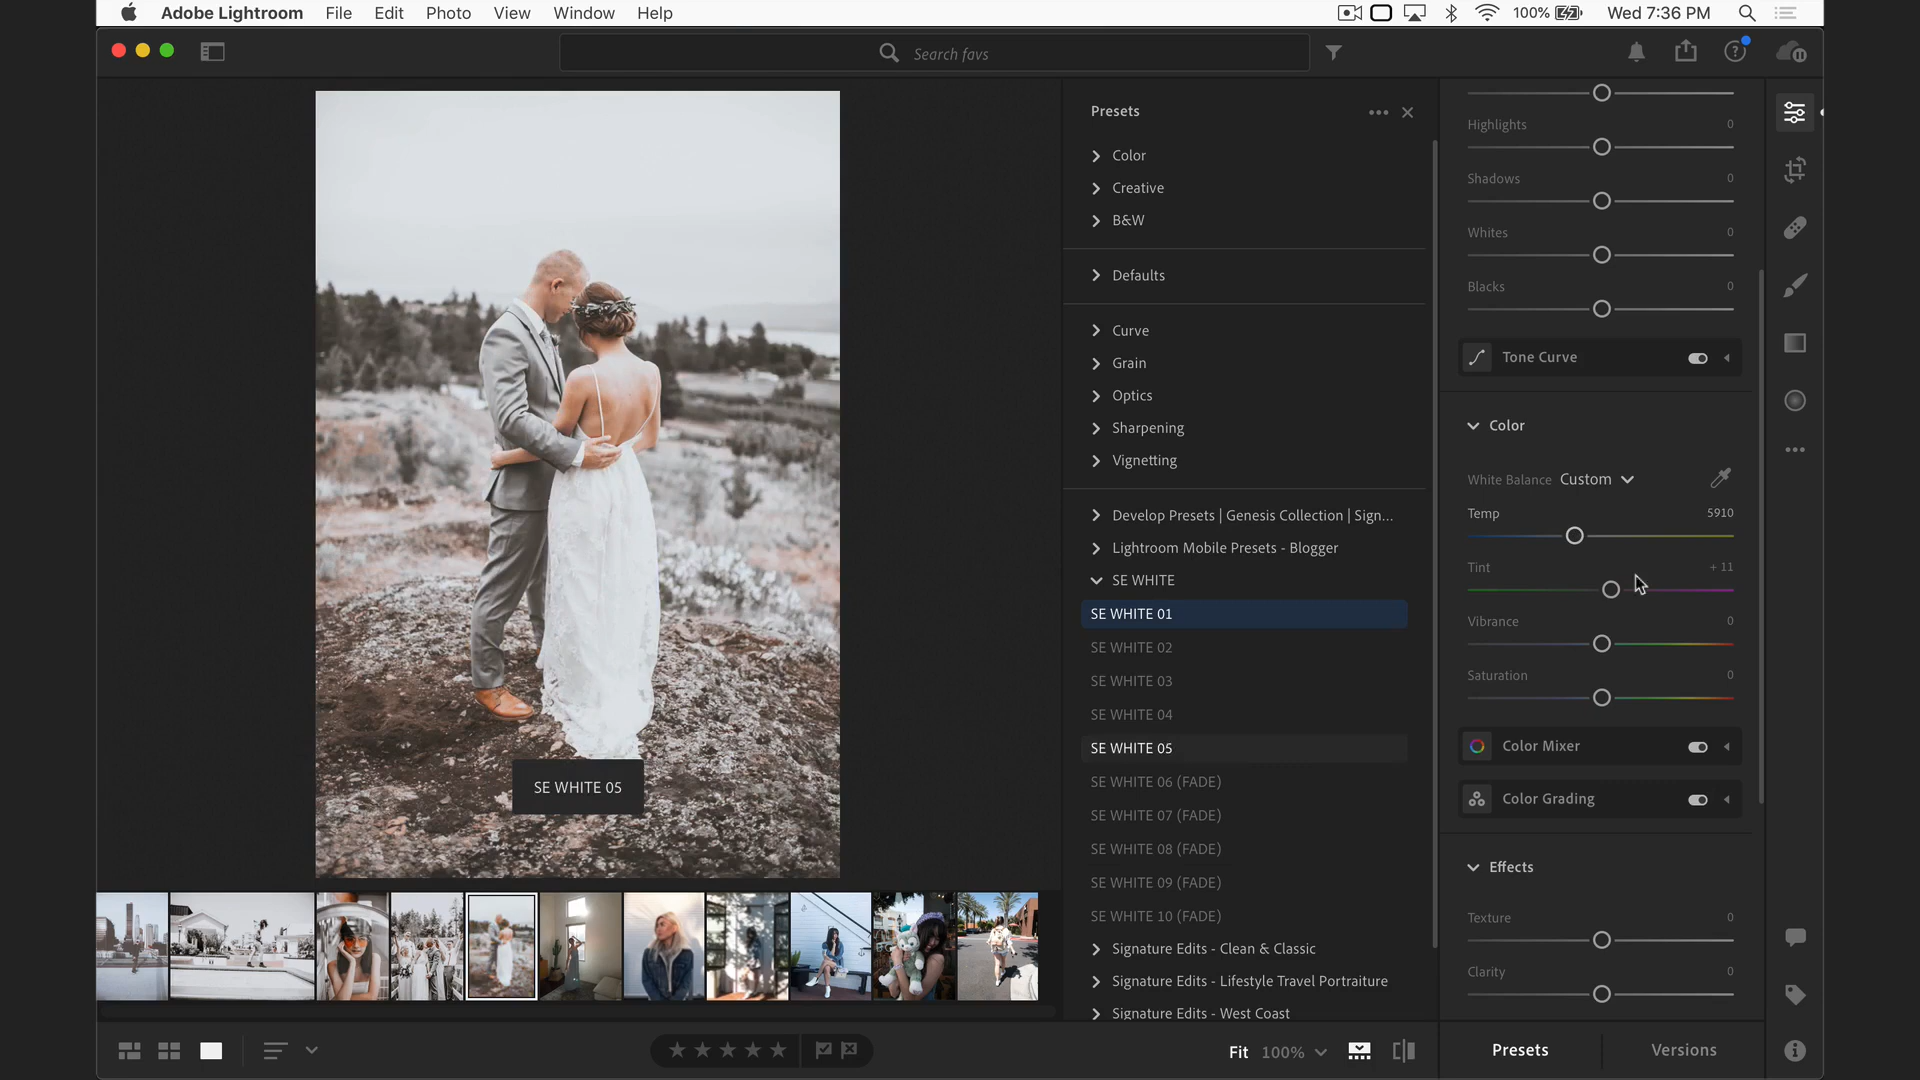 Adobe Lightroom File Edit Photo View Window Help 100% Wed 7:36 PM
Search favs
Presets
Color
Creative
B&W
Defaults
Curve
Grain
Optics
Sharpening
Vignetting
Develop Presets | Genesis Collection | Sign...
Lightroom Mobile Presets - Blogger
SE WHITE
SE WHITE 01
SE WHITE 02
SE WHITE 03
SE WHITE 04
SE WHITE 05
SE WHITE 06 (FADE)
SE WHITE 07 (FADE)
SE WHITE 08 (FADE)
SE WHITE 09 (FADE)
SE WHITE 10 (FADE)
Signature Edits - Clean & Classic
Signature Edits - Lifestyle Travel Portraiture
Signature Edits - West Coast
SE WHITE 05
Highlights 0
Shadows 0
Whites 0
Blacks 0
Tone Curve
Color
White Balance Custom
Temp 5910
Tint + 11
Vibrance 0
Saturation 0
Color Mixer
Color Grading
Effects
Texture 0
Clarity 0
Fit 100%
Presets Versions